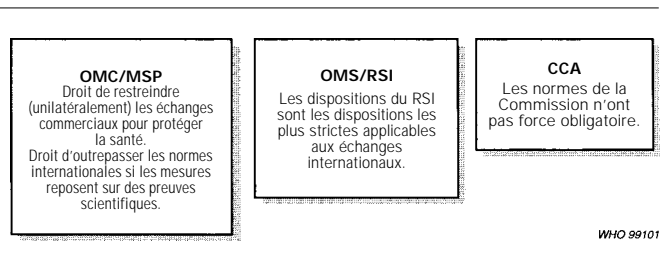 OMC/MSP
Droit de restreindre
(unilatéralement) les échanges
commerciaux pour protéger
la santé.
Droit d'outrepasser les normes
internationales si les mesures
reposent sur des preuves
scientifiques.
OMS/RSI
Les dispositions du RSI
sont les dispositions les
plus strictes applicables
aux échanges
internationaux.
CCA
Les normes de la
Commission n'ont
pas force obligatoire.
WHO 99101